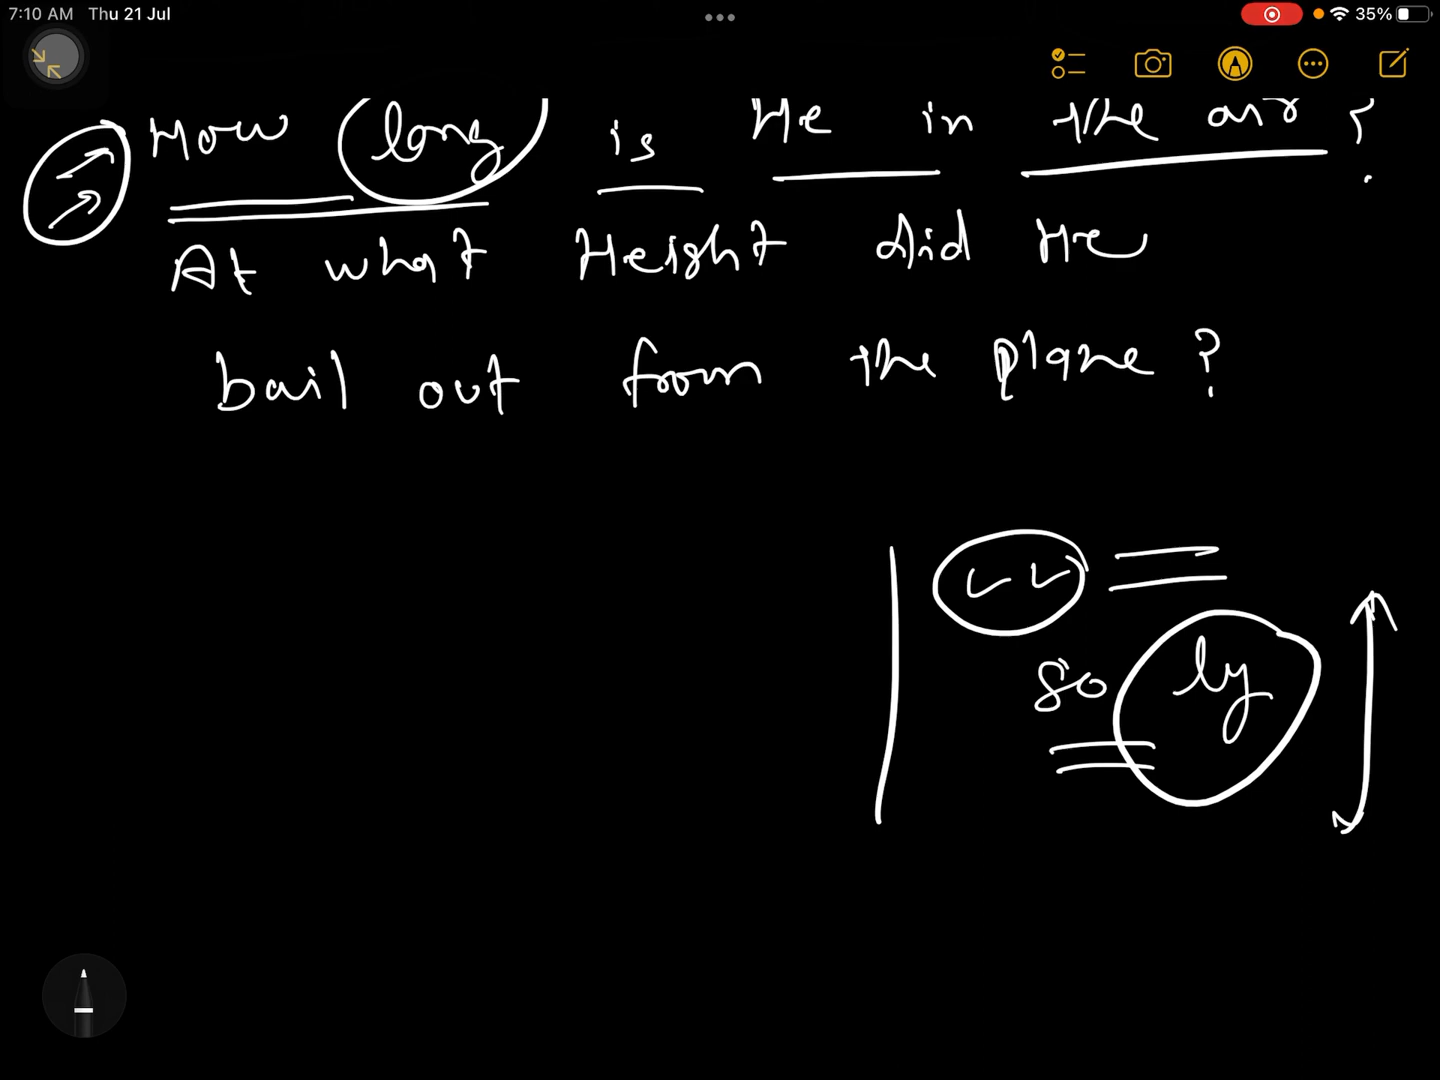 7:10 AM Thu 21 Jul
35%
How long is He in the air ?
At what Height did He
bail out from the plane ?
so ly